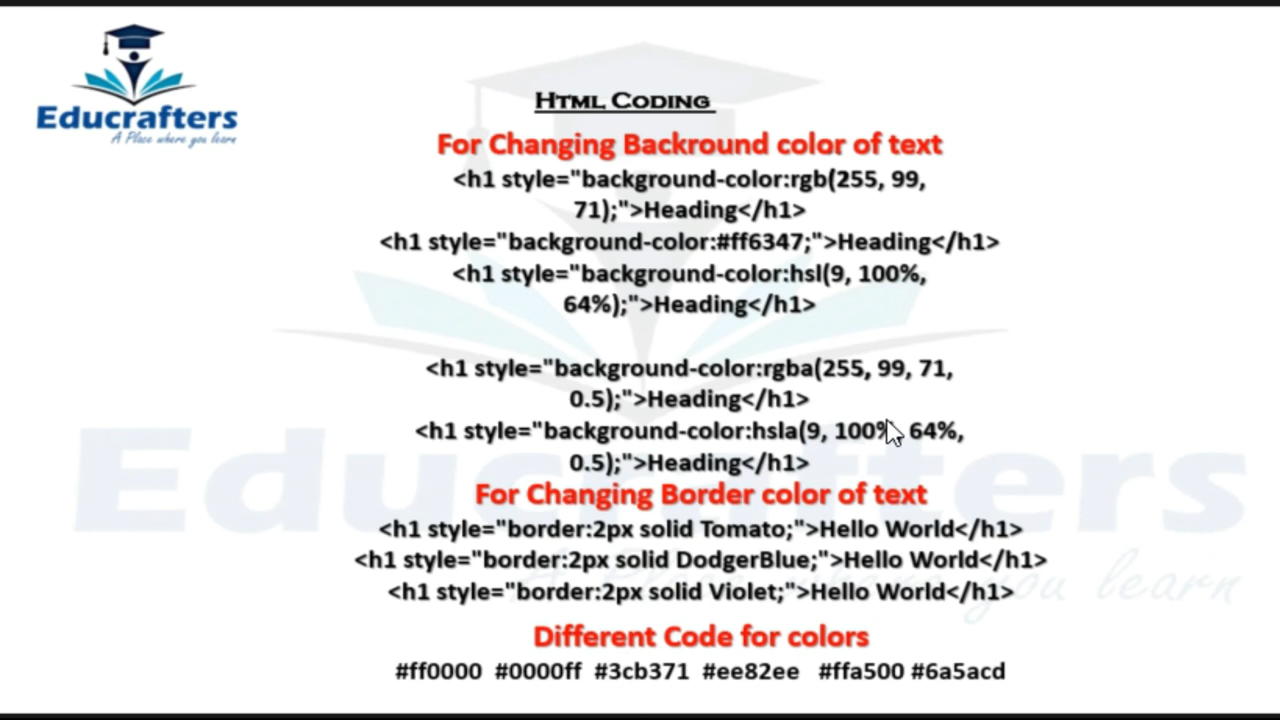 Educrafters
A Place where you learn
HTML CODING
For Changing Backround color of text
<h1 style="background-color:rgb(255, 99,
71);">Heading</h1>
<h1 style="background-color:#ff6347;">Heading</h1>
<h1 style="background-color:hsl(9, 100%,
64%);">Heading</h1>
<h1 style="background-color:rgba(255, 99, 71,
0.5);">Heading</h1>
<h1 style="background-color:hsla(9, 100%, 64%,
0.5);">Heading</h1>
For Changing Border color of text
<h1 style="border:2px solid Tomato;">Hello World</h1>
<h1 style="border:2px solid DodgerBlue;">Hello World</h1>
<h1 style="border:2px solid Violet;">Hello World</h1>
Different Code for colors
#ff0000 #0000ff #3cb371 #ee82ee #ffa500 #6a5acd
Educrafters
A Place where you learn